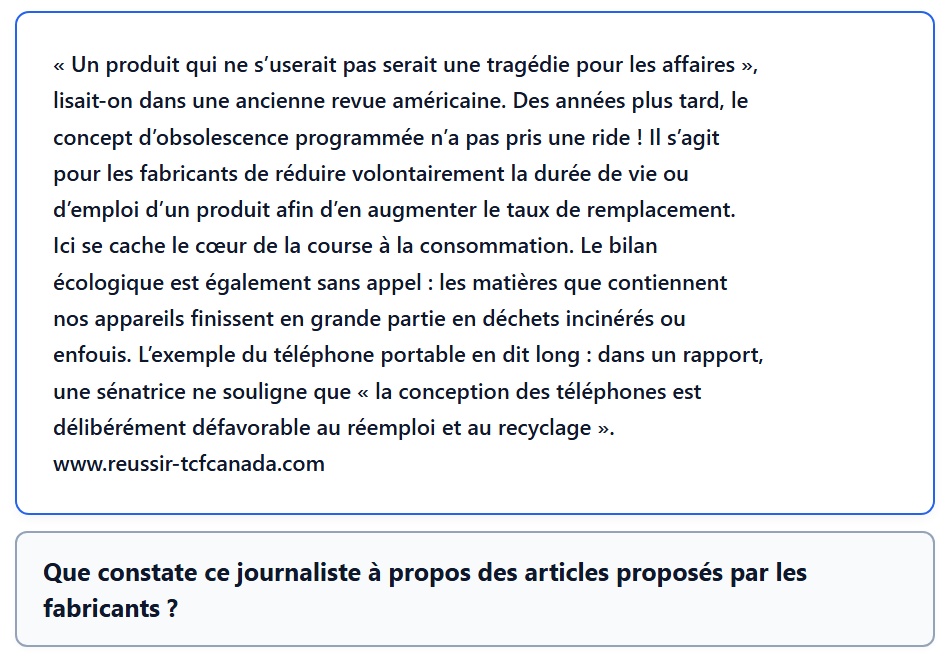 « Un produit qui ne s’userait pas serait une tragédie pour les affaires »,
lisait-on dans une ancienne revue américaine. Des années plus tard, le
concept d’obsolescence programmée n’a pas pris une ride ! Il s’agit
pour les fabricants de réduire volontairement la durée de vie ou
d’emploi d’un produit afin d’en augmenter le taux de remplacement.
Ici se cache le cœur de la course à la consommation. Le bilan
écologique est également sans appel : les matières que contiennent
nos appareils finissent en grande partie en déchets incinérés ou
enfouis. L’exemple du téléphone portable en dit long : dans un rapport,
une sénatrice ne souligne que « la conception des téléphones est
délibérément défavorable au réemploi et au recyclage ».
www.reussir-tcfcanada.com
Que constate ce journaliste à propos des articles proposés par les
fabricants ?